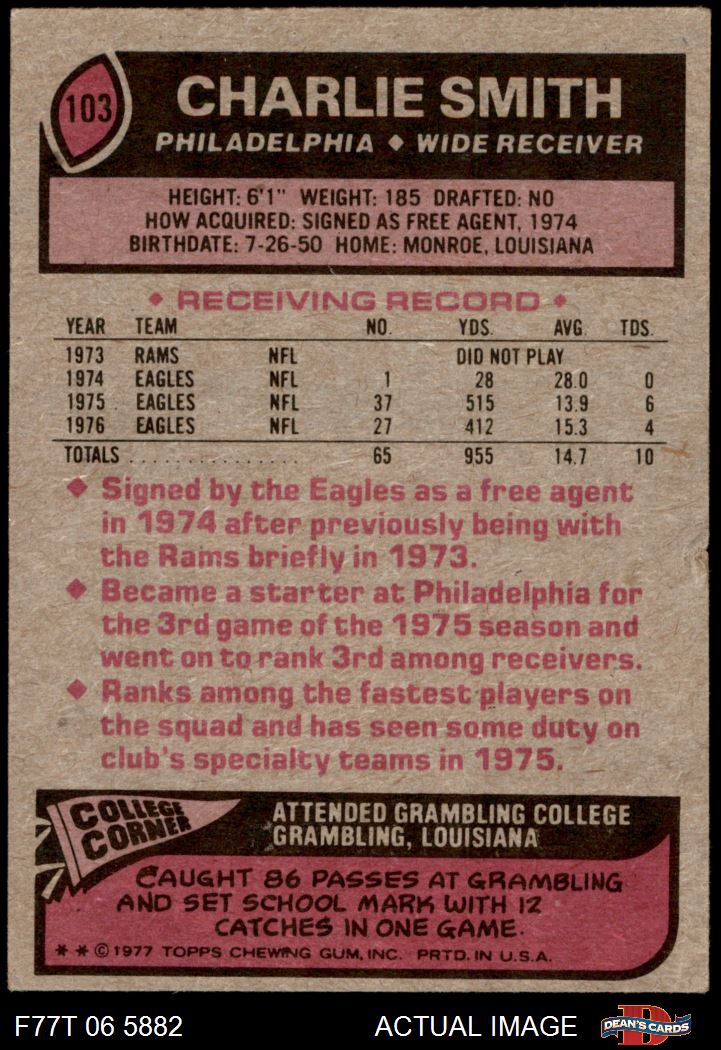 103
CHARLIE SMITH
PHILADELPHIA ♦ WIDE RECEIVER
HEIGHT: 6'1" WEIGHT: 185 DRAFTED: NO
HOW ACQUIRED: SIGNED AS FREE AGENT, 1974
BIRTHDATE: 7-26-50 HOME: MONROE, LOUISIANA
♦ RECEIVING RECORD ♦
YEAR TEAM NO. YDS. AVG. TDS.
1973 RAMS NFL DID NOT PLAY
1974 EAGLES NFL 1 28 28.0 0
1975 EAGLES NFL 37 515 13.9 6
1976 EAGLES NFL 27 412 15.3 4
TOTALS . . . . . . . . . . . . . . . . . 65 955 14.7 10
♦ Signed by the Eagles as a free agent
in 1974 after previously being with
the Rams briefly in 1973.
♦ Became a starter at Philadelphia for
the 3rd game of the 1975 season and
went on to rank 3rd among receivers.
♦ Ranks among the fastest players on
the squad and has seen some duty on
club's specialty teams in 1975.
COLLEGE
CORNER
ATTENDED GRAMBLING COLLEGE
GRAMBLING, LOUISIANA
CAUGHT 86 PASSES AT GRAMBLING
AND SET SCHOOL MARK WITH 12
CATCHES IN ONE GAME.
* * © 1977 TOPPS CHEWING GUM, INC. PRTD. IN U.S.A.
F77T 06 5882
ACTUAL IMAGE
D
DEAN'S CARDS